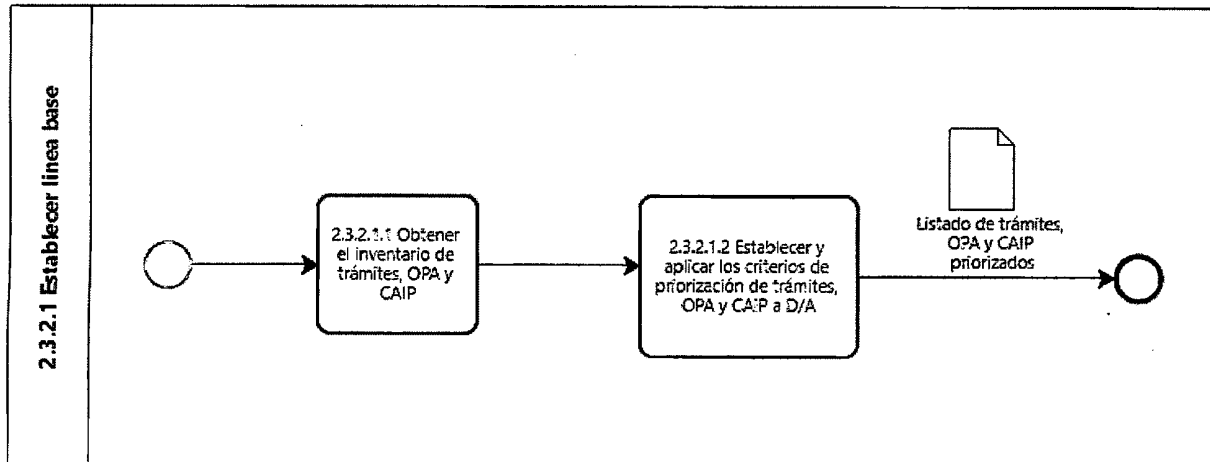 2.3.2.1 Establecer linea base
2.3.2.1.1 Obtener
el inventario de
trámites, OPA y
CAIP
2.3.2.1.2 Establecer y
aplicar los criterios de
priorización de trámites,
OPA y CAIP a D/A
Listado de trámites,
OPA y CAIP
priorizados